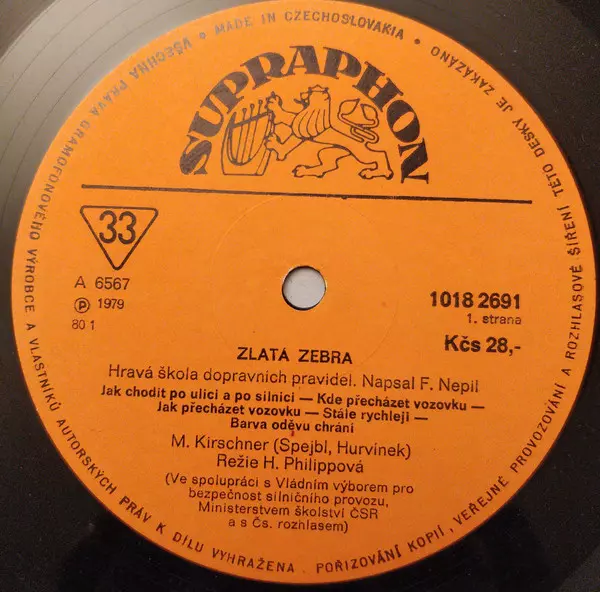 SUPRAPHON
33
A 6567
Ⓟ 1979
80 1
1018 2691
1. strana
Kčs 28,-
ZLATÁ ZEBRA
Hravá škola dopravních pravidel. Napsal F. Nepil
Jak chodit po ulici a po silnici — Kde přecházet vozovku —
Jak přecházet vozovku — Stále rychleji —
Barva oděvu chrání
M. Kirschner (Spejbl, Hurvínek)
Režie H. Philippová
(Ve spolupráci s Vládním výborem pro
bezpečnost silničního provozu,
Ministerstvem školství ČSR
a s Čs. rozhlasem)
MADE IN CZECHOSLOVAKIA • VŠECHNA PRÁVA GRAMOFONOVÉHO VÝROBCE A VLASTNÍKŮ AUTORSKÝCH PRÁV K DÍLU VYHRAŽENA. POŘIZOVÁNÍ KOPIÍ, VEŘEJNÉ PROVOZOVÁNÍ A ROZHLASOVÉ ŠÍŘENÍ TÉTO DESKY JE ZAKÁZÁNO •